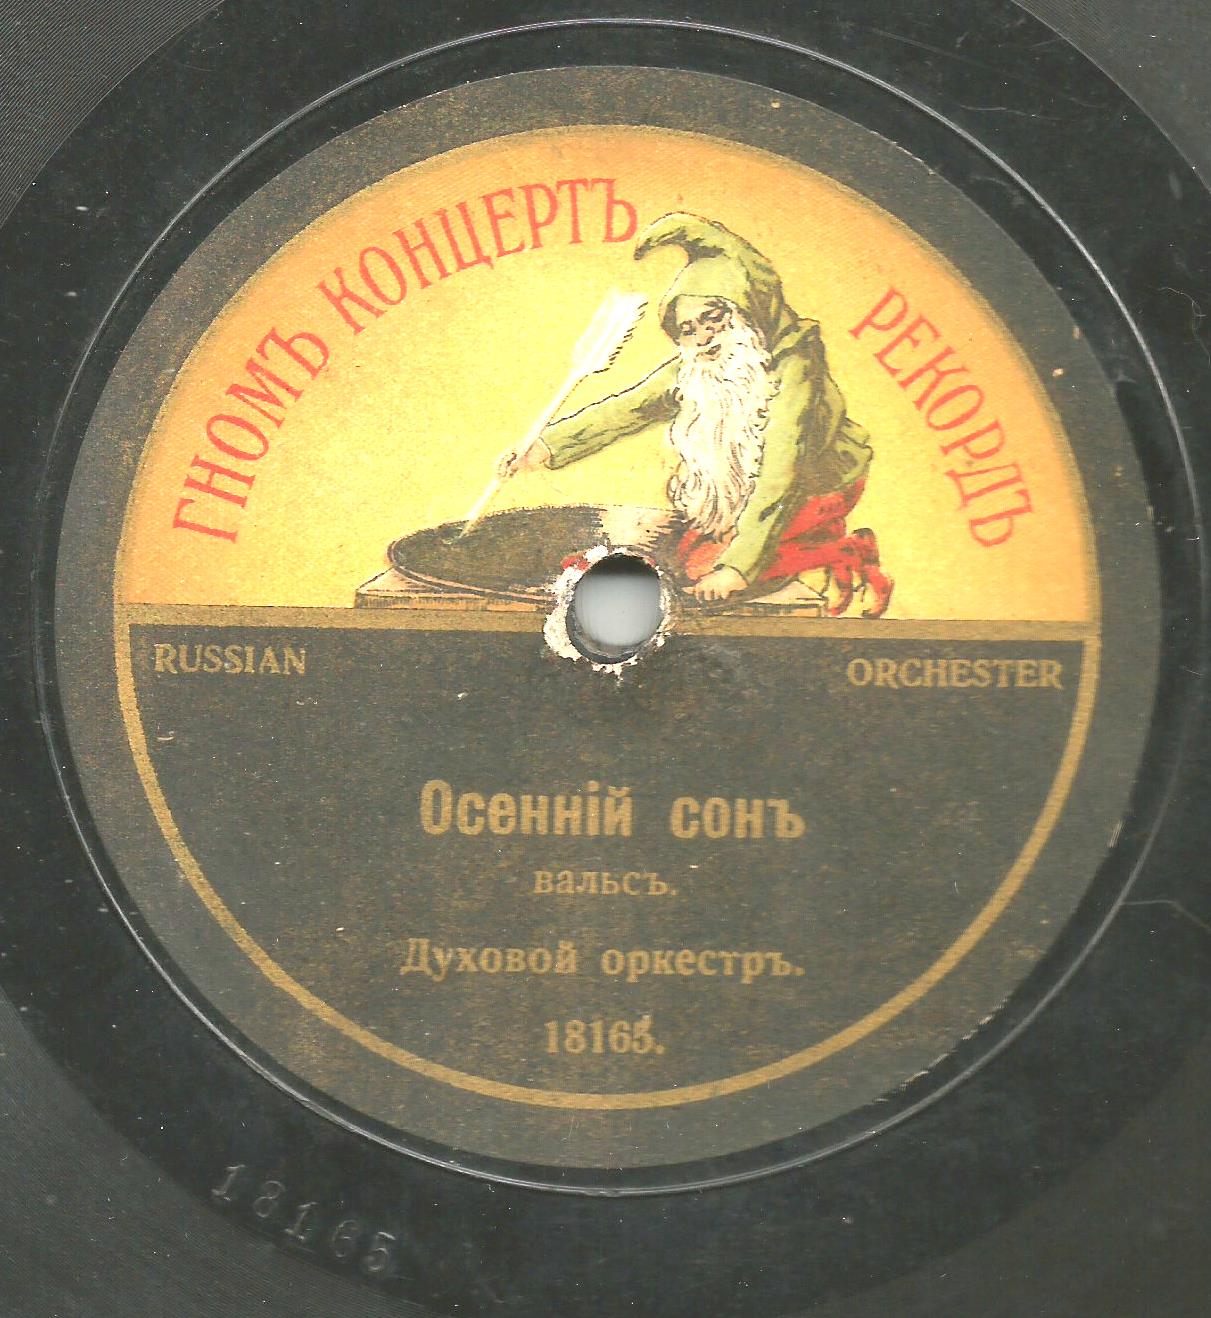 ГНОМЪ КОНЦЕРТЪ РЕКОРДЪ
RUSSIAN ORCHESTER
Осенній сонъ
вальсъ.
Духовой оркестръ.
18165.
18165